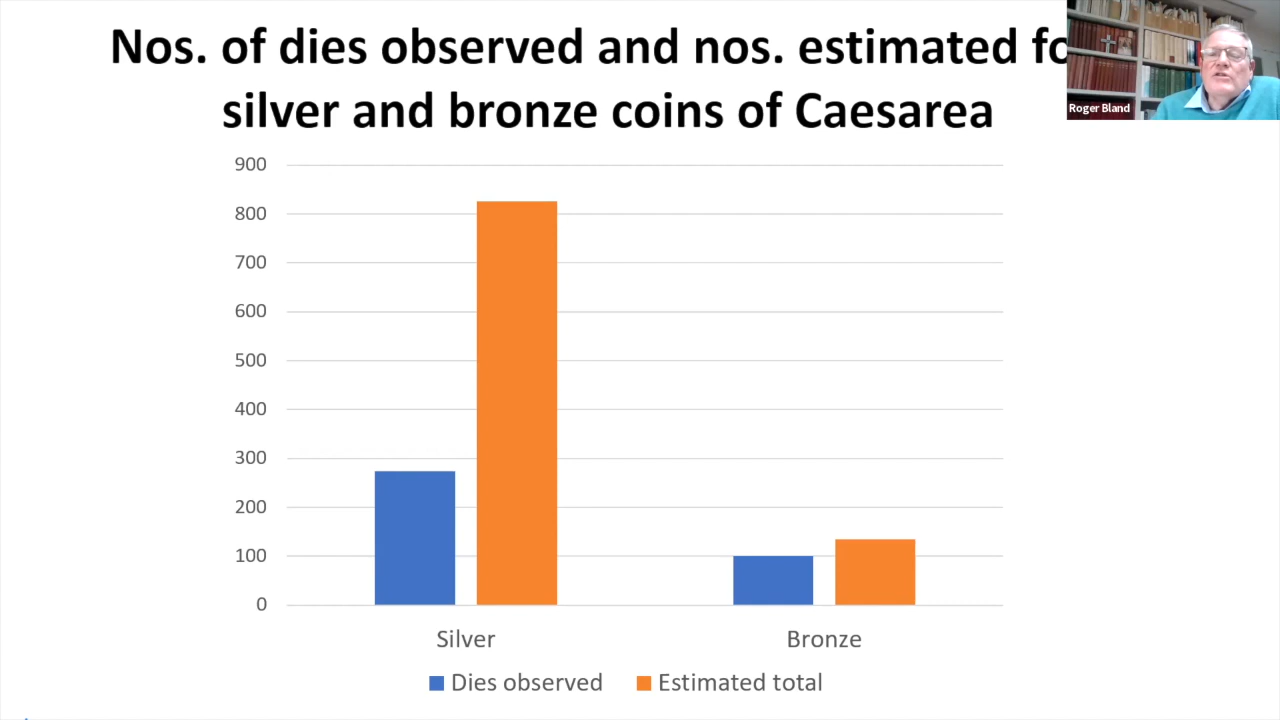 Nos. of dies observed and nos. estimated
silver and bronze coins of Caesarea
Roger Bland
900
800
700
600
500
400
300
200
100
0
Silver Bronze
Dies observed Estimated total